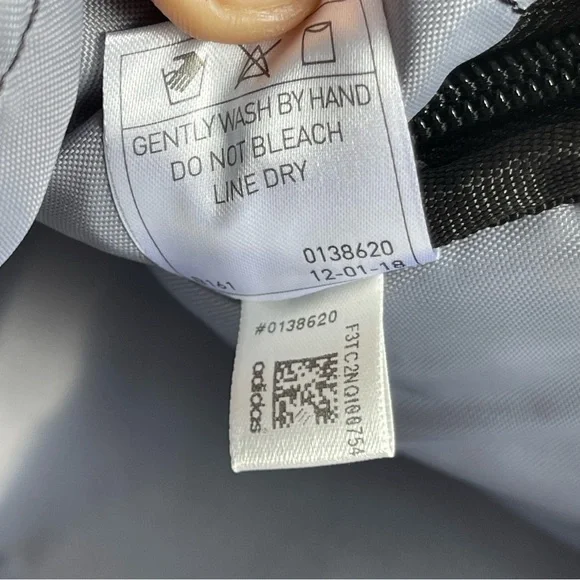 GENTLY WASH BY HAND
DO NOT BLEACH
LINE DRY
0138620
12-01-18
#0138620
adidas
F3TC2NQ100754